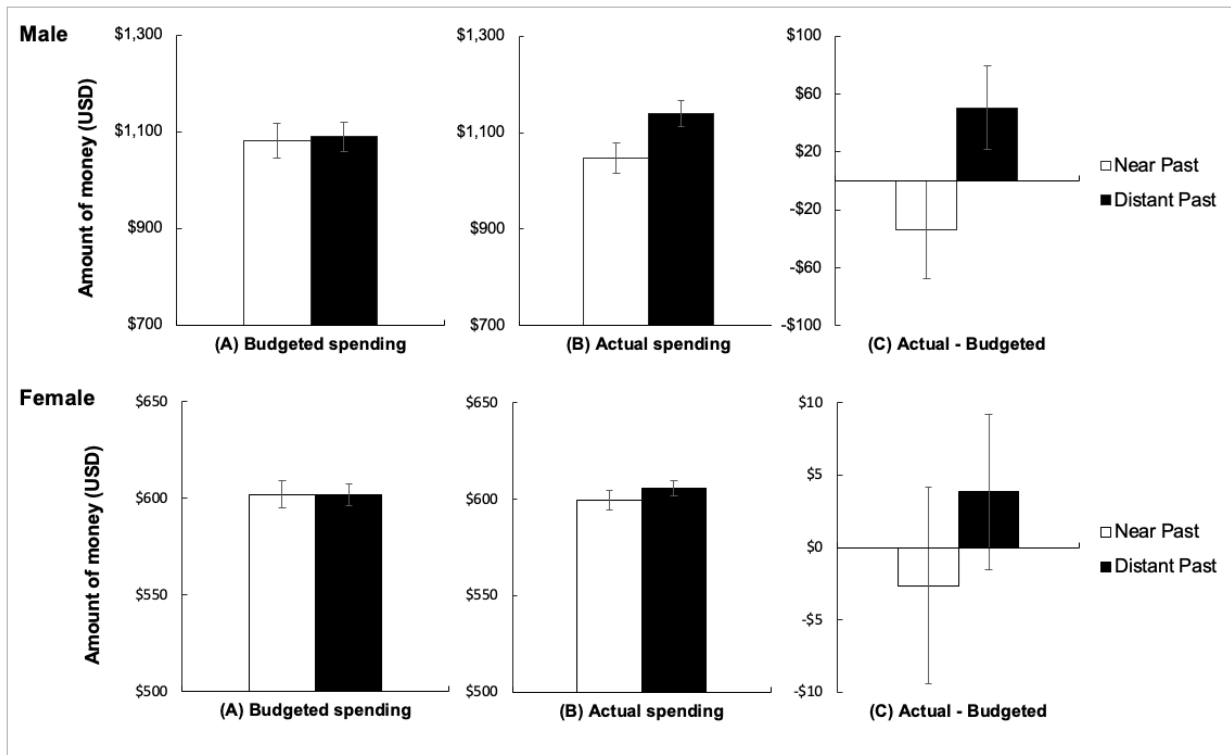 Male
Amount of money (USD)
$1,300
$1,100
$900
$700
(A) Budgeted spending
$1,300
$1,100
$900
$700
(B) Actual spending
$100
$60
$20
-$20
-$60
-$100
(C) Actual - Budgeted
Near Past
Distant Past
Female
Amount of money (USD)
$650
$600
$550
$500
(A) Budgeted spending
$650
$600
$550
$500
(B) Actual spending
$10
$5
$0
-$5
-$10
(C) Actual - Budgeted
Near Past
Distant Past